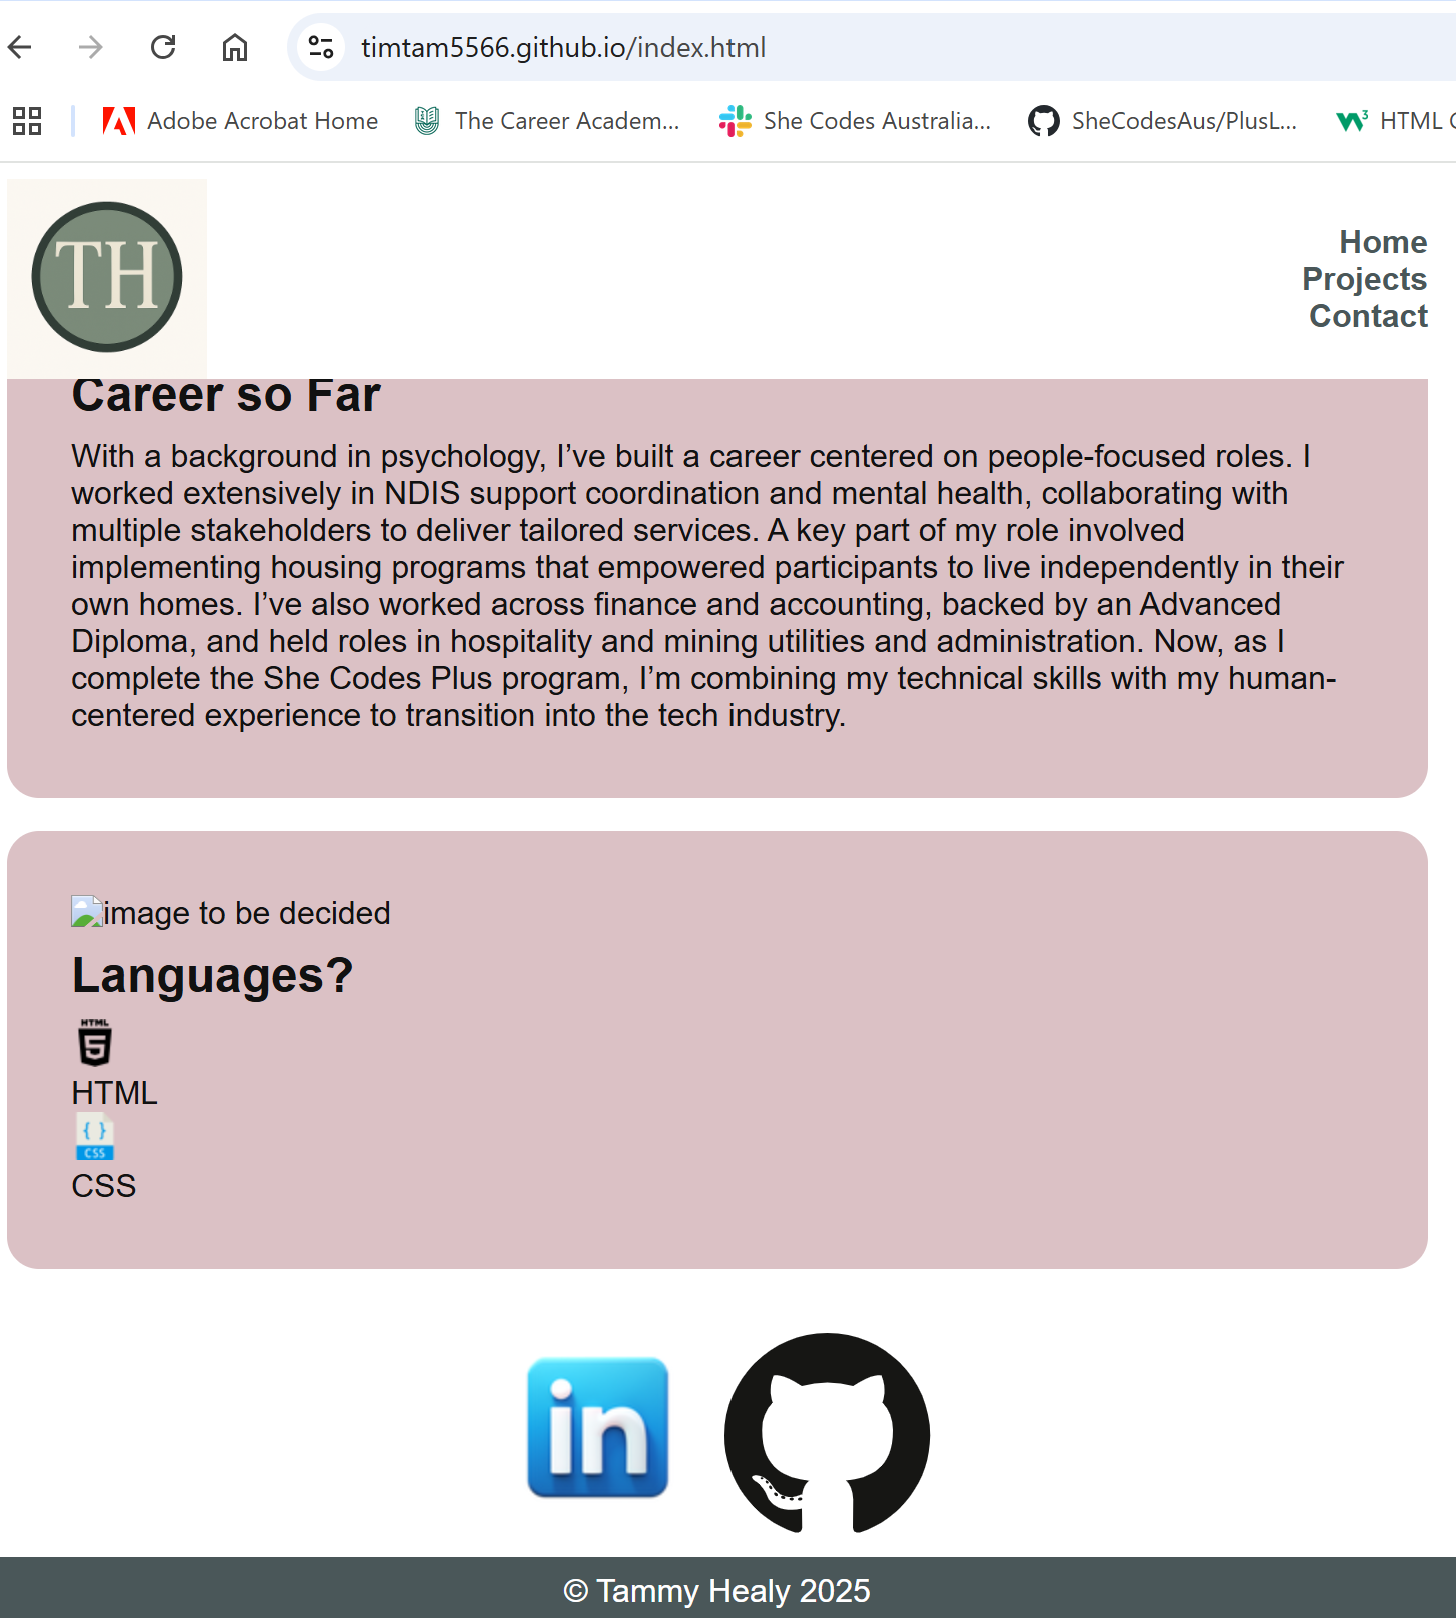 timtam5566.github.io/index.html
Adobe Acrobat Home
The Career Academ...
She Codes Australia...
SheCodesAus/PlusL...
HTML
TH
Home
Projects
Contact
Career so Far
With a background in psychology, I’ve built a career centered on people-focused roles. I
worked extensively in NDIS support coordination and mental health, collaborating with
multiple stakeholders to deliver tailored services. A key part of my role involved
implementing housing programs that empowered participants to live independently in their
own homes. I’ve also worked across finance and accounting, backed by an Advanced
Diploma, and held roles in hospitality and mining utilities and administration. Now, as I
complete the She Codes Plus program, I’m combining my technical skills with my human-
centered experience to transition into the tech industry.
image to be decided
Languages?
HTML
5
HTML
{ }
CSS
CSS
in
© Tammy Healy 2025